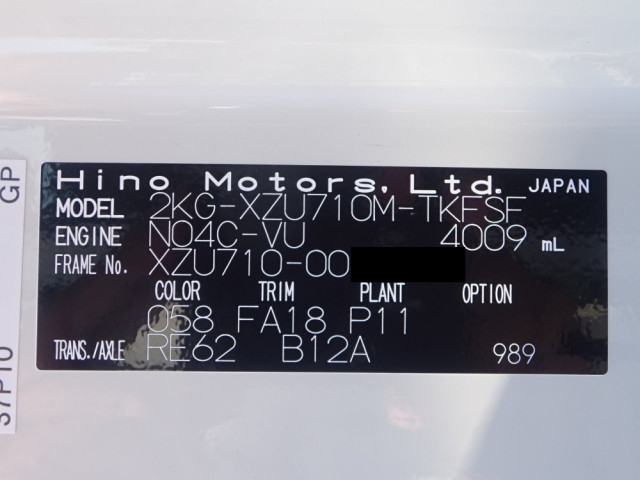 Hino Motors, Ltd. JAPAN
MODEL 2KG-XZU710M-TKFSF
ENGINE N04C-VU 4009 mL
FRAME No. XZU710-00
COLOR TRIM PLANT OPTION
058 FA18 P11
TRANS./AXLE RE62 B12A 989
GP